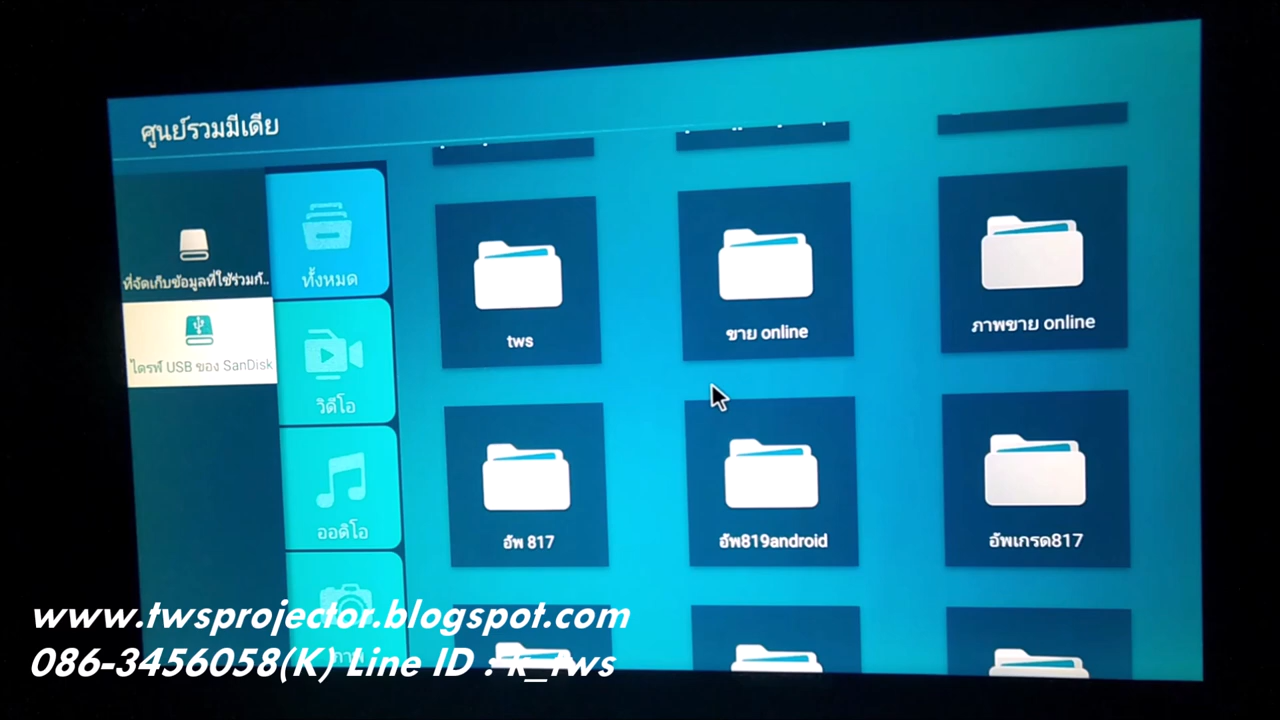 ศูนย์รวมมีเดีย
ที่จัดเก็บข้อมูลที่ใช้ร่วมกั..
ไดรฟ์ USB ของ SanDisk
ทั้งหมด
วิดีโอ
ออดิโอ
ภาพ
tws
ขาย online
ภาพขาย online
อัพ 817
อัพ819android
อัพเกรด817
www.twsprojector.blogspot.com
086-3456058(K) Line ID : k_tws